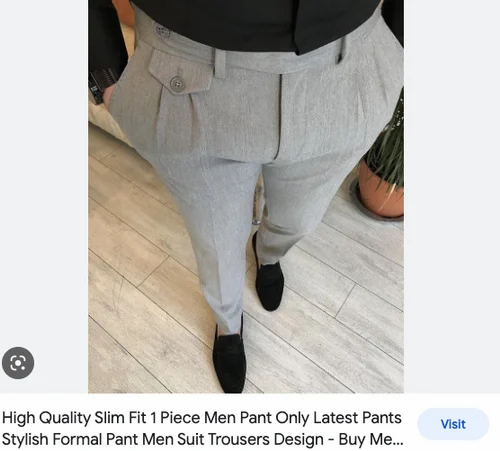 High Quality Slim Fit 1 Piece Men Pant Only Latest Pants
Stylish Formal Pant Men Suit Trousers Design - Buy Me...
Visit